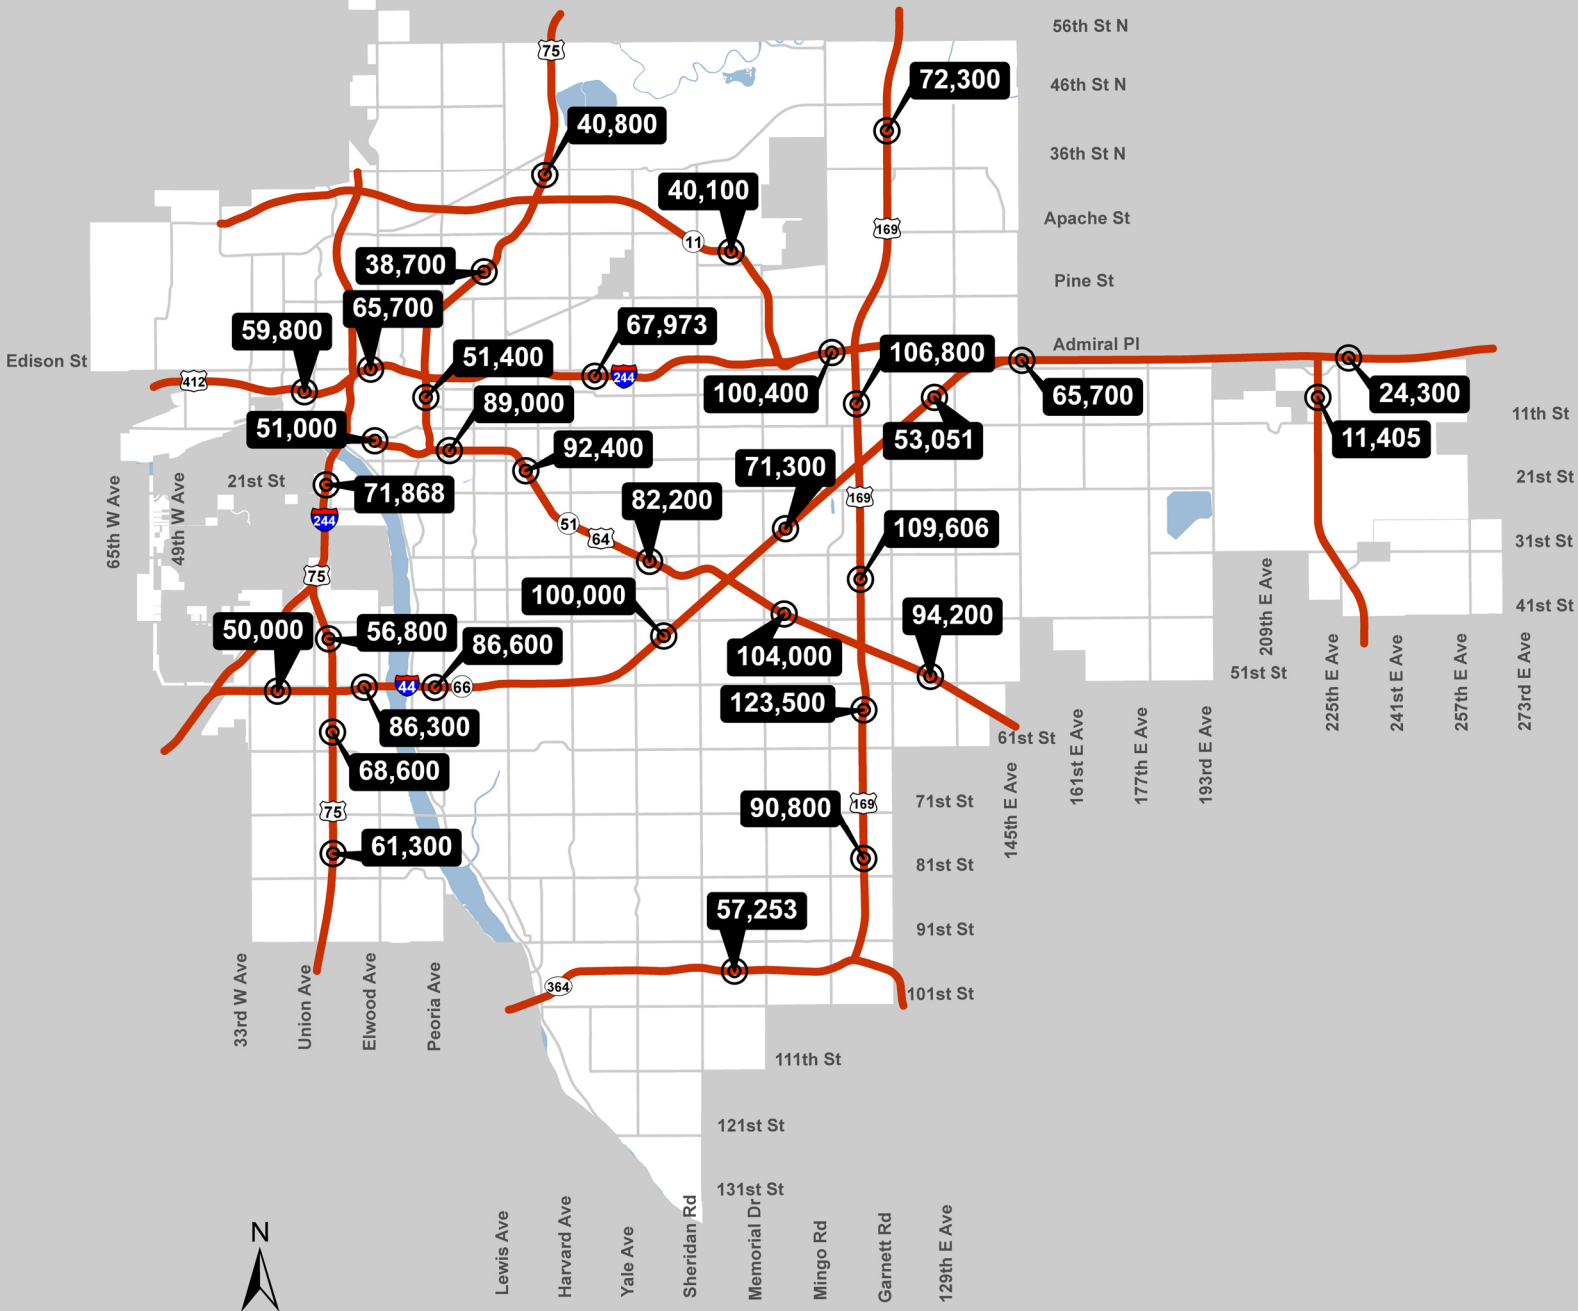 56th St N
75
72,300
46th St N
40,800
36th St N
40,100
Apache St
169
11
38,700
Pine St
65,700
59,800
67,973
Admiral Pl
106,800
51,400
Edison St
244
412
100,400
65,700
24,300
89,000
11th St
51,000
53,051
11,405
92,400
71,300
21st St
21st St
71,868
82,200
169
244
51
64
109,606
65th W Ave
49th W Ave
31st St
75
100,000
41st St
209th E Ave
94,200
50,000
56,800
86,600
104,000
51st St
44
66
123,500
86,300
225th E Ave
241st E Ave
257th E Ave
273rd E Ave
61st St
68,600
161st E Ave
177th E Ave
193rd E Ave
145th E Ave
71st St
169
90,800
75
61,300
81st St
57,253
91st St
364
101st St
33rd W Ave
Union Ave
Elwood Ave
Peoria Ave
111th St
121st St
131st St
N
Lewis Ave
Harvard Ave
Yale Ave
Sheridan Rd
Memorial Dr
Mingo Rd
Garnett Rd
129th E Ave